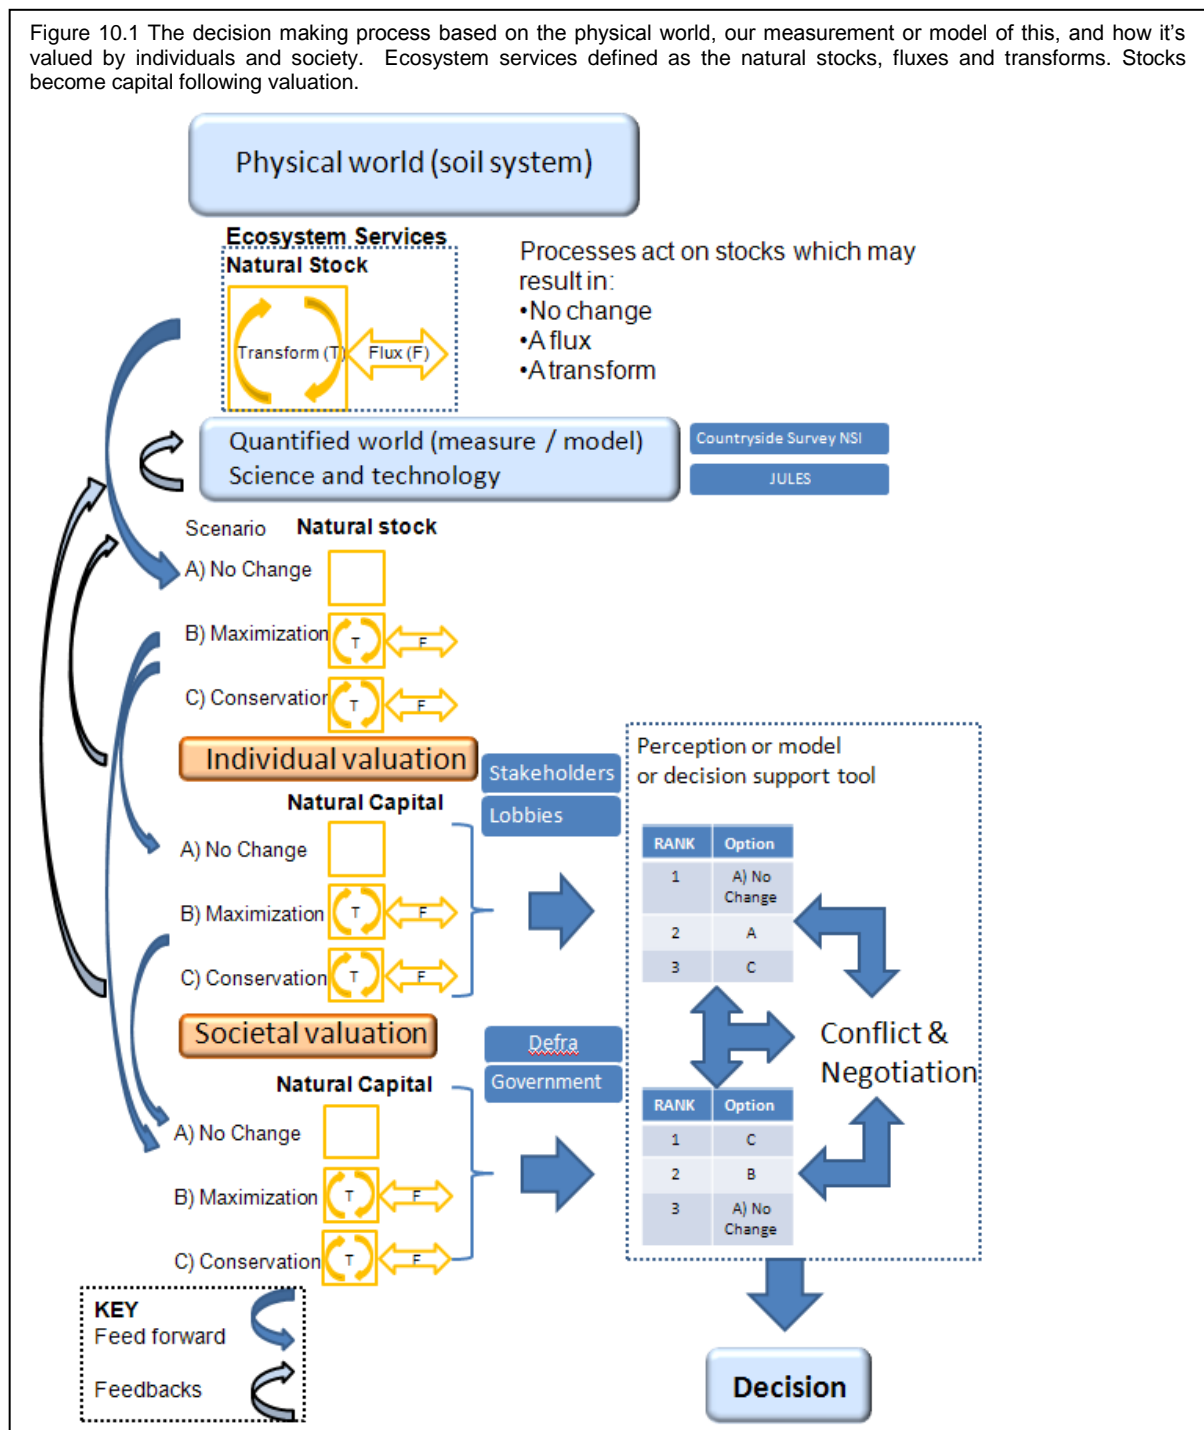 Figure 10.1 The decision making process based on the physical world, our measurement or model of this, and how it's
valued by individuals and society. Ecosystem services defined as the natural stocks, fluxes and transforms. Stocks
become capital following valuation.
Physical world (soil system)
Ecosystem Services
Natural Stock
Transform (T)
Flux (F)
Processes act on stocks which may
result in:
•No change
•A flux
•A transform
Quantified world (measure / model)
Science and technology
Countryside Survey NSI
JULES
Scenario
Natural stock
A) No Change
B) Maximization
T
F
C) Conservation
T
F
Individual valuation
Stakeholders
Lobbies
Natural Capital
A) No Change
B) Maximization
T
F
C) Conservation
T
F
Societal valuation
Defra
Government
Natural Capital
A) No Change
B) Maximization
T
F
C) Conservation
T
F
Perception or model
or decision support tool
RANK Option
1 A) No
Change
2 A
3 C
Conflict &
Negotiation
RANK Option
1 C
2 B
3 A) No
Change
Decision
KEY
Feed forward
Feedbacks